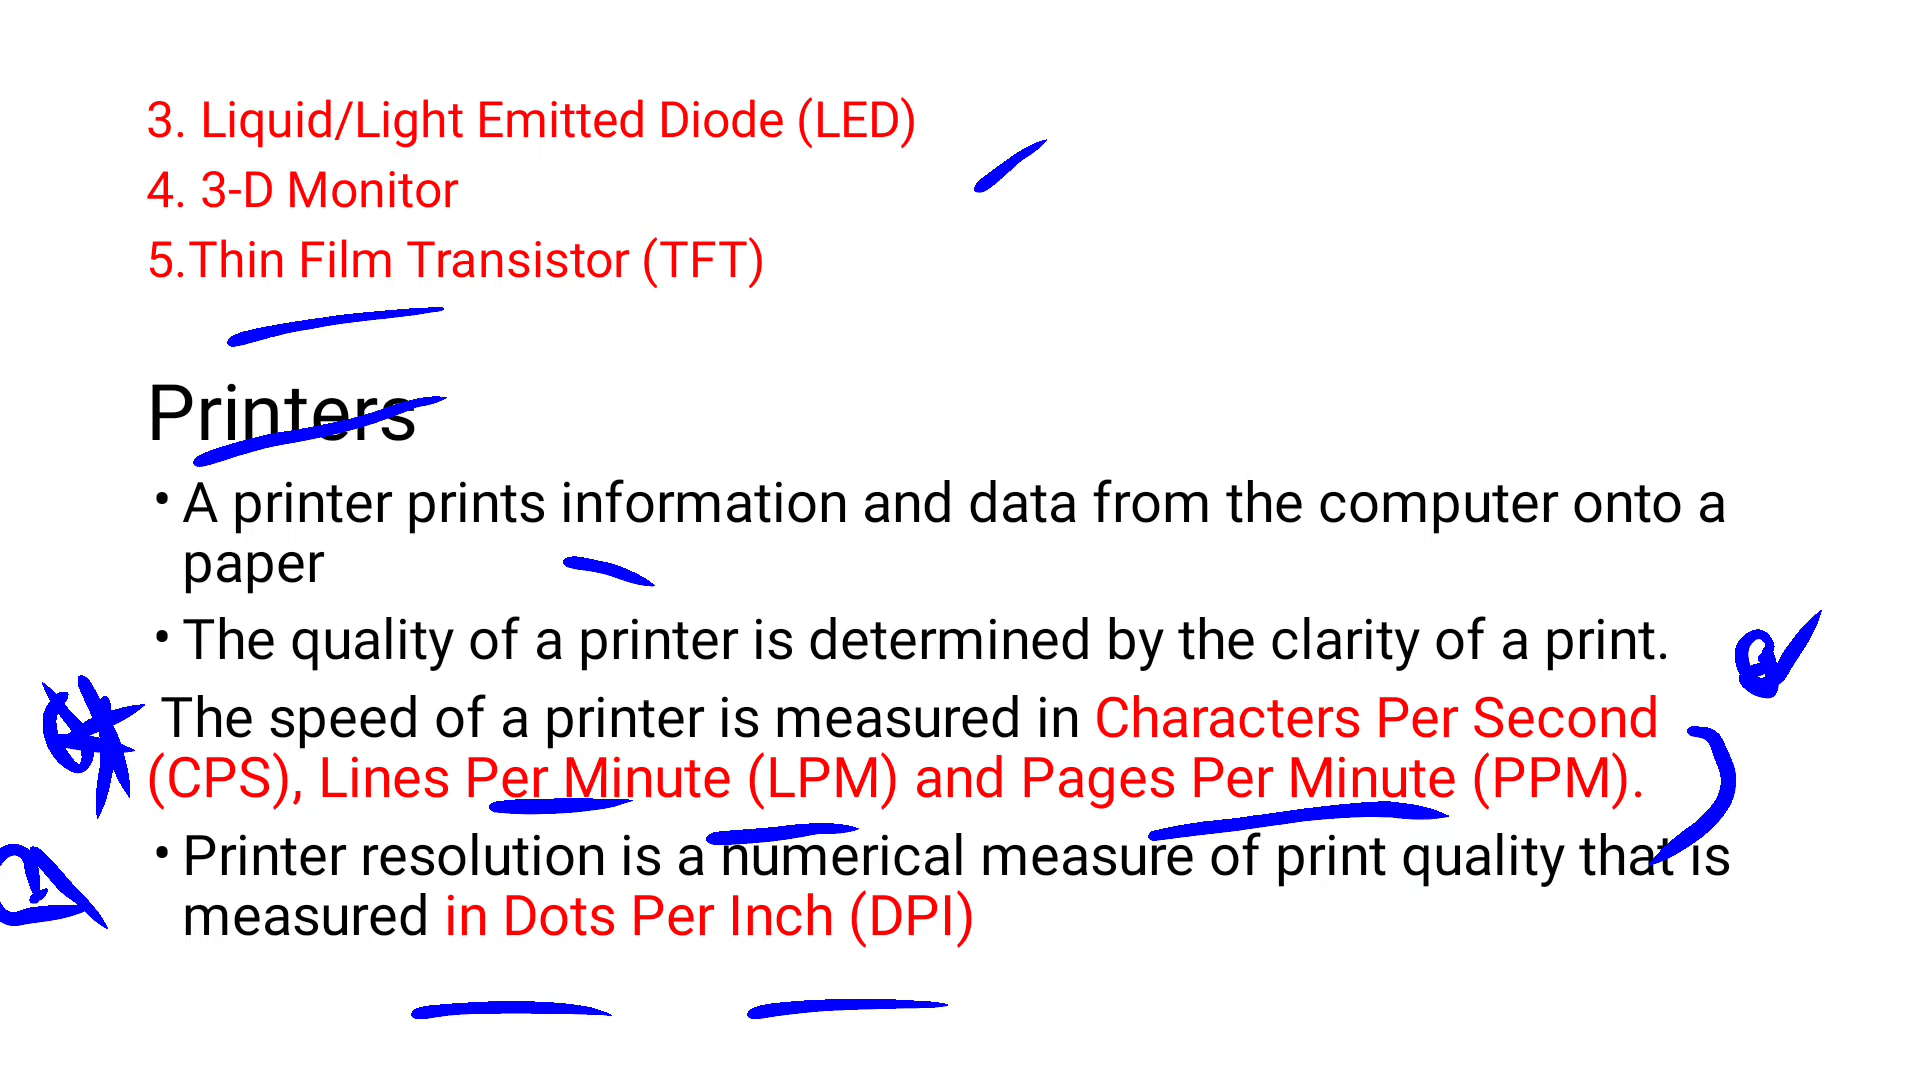 3. Liquid/Light Emitted Diode (LED)
4. 3-D Monitor
5.Thin Film Transistor (TFT)
Printers
• A printer prints information and data from the computer onto a
paper
• The quality of a printer is determined by the clarity of a print.
The speed of a printer is measured in Characters Per Second
(CPS), Lines Per Minute (LPM) and Pages Per Minute (PPM).
• Printer resolution is a numerical measure of print quality that is
measured in Dots Per Inch (DPI)